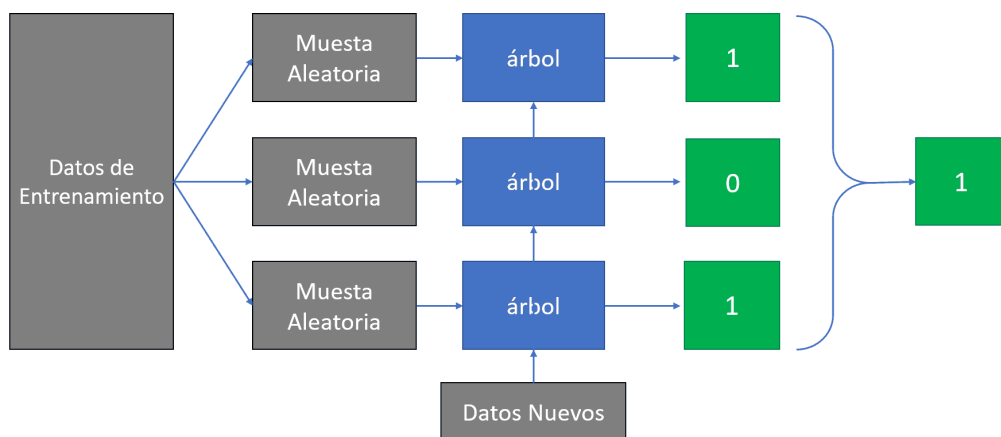 Datos de
Entrenamiento
Muesta
Aleatoria
árbol
1
Muesta
Aleatoria
árbol
0
1
Muesta
Aleatoria
árbol
1
Datos Nuevos